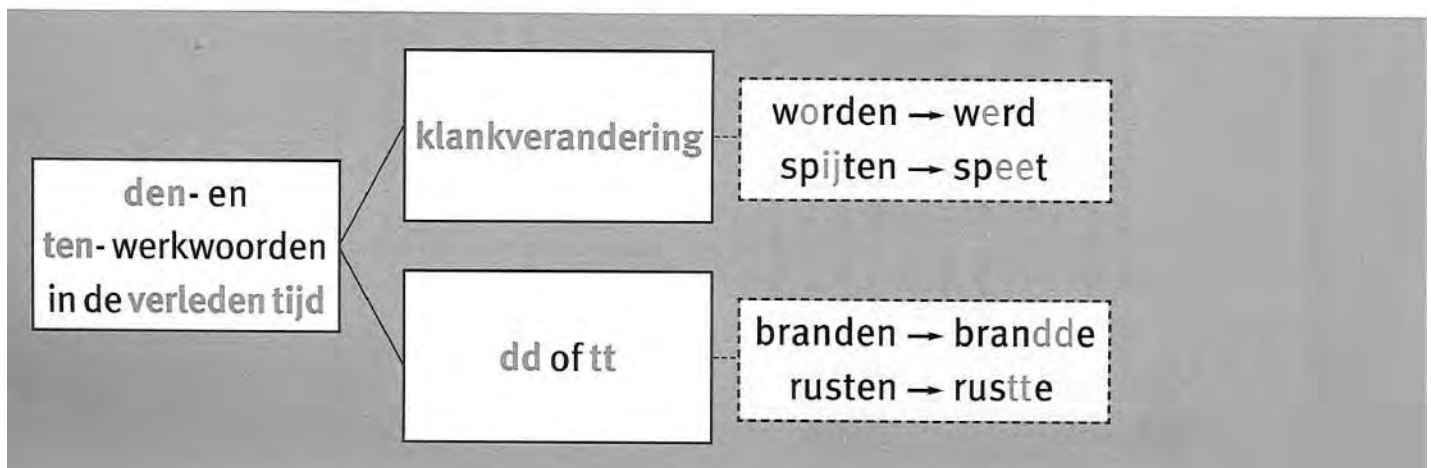 den- en
ten- werkwoorden
in de verleden tijd
klankverandering
worden → werd
spijten → speet
dd of tt
branden → brandde
rusten → rustte